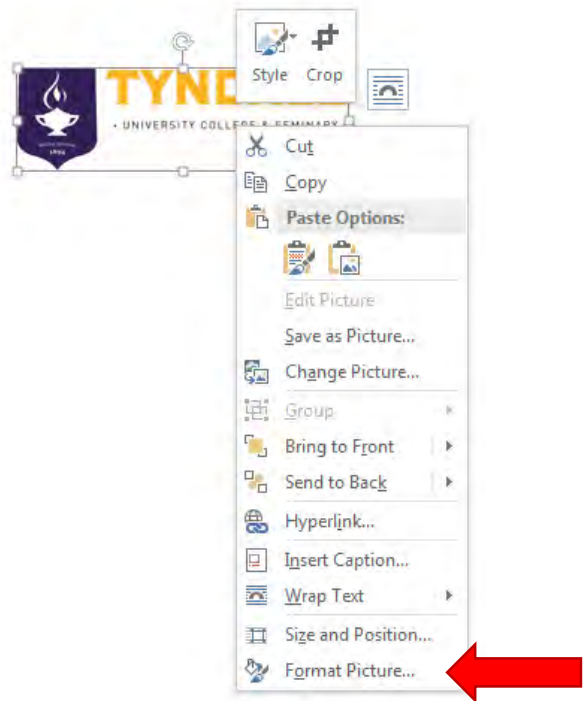 Style Crop
TYND
• UNIVERSITY COLLEGE & SEMINARY
1894
Cut
Copy
Paste Options:
Edit Picture
Save as Picture...
Change Picture...
Group
Bring to Front
Send to Back
Hyperlink...
Insert Caption...
Wrap Text
Size and Position...
Format Picture...